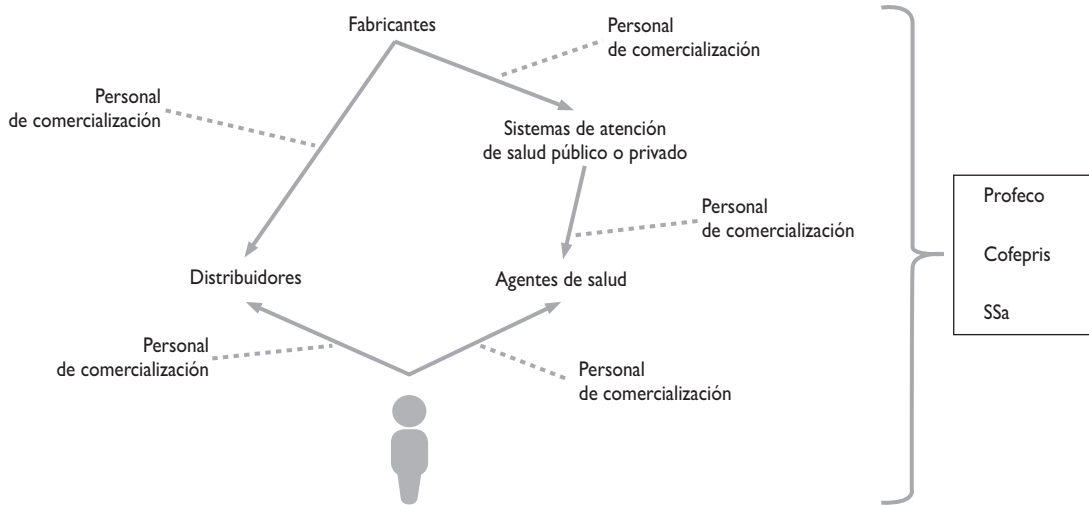 Fabricantes
Personal
de comercialización
Personal
de comercialización
Sistemas de atención
de salud público o privado
Personal
de comercialización
Profeco
Cofepris
SSa
Distribuidores
Agentes de salud
Personal
de comercialización
Personal
de comercialización